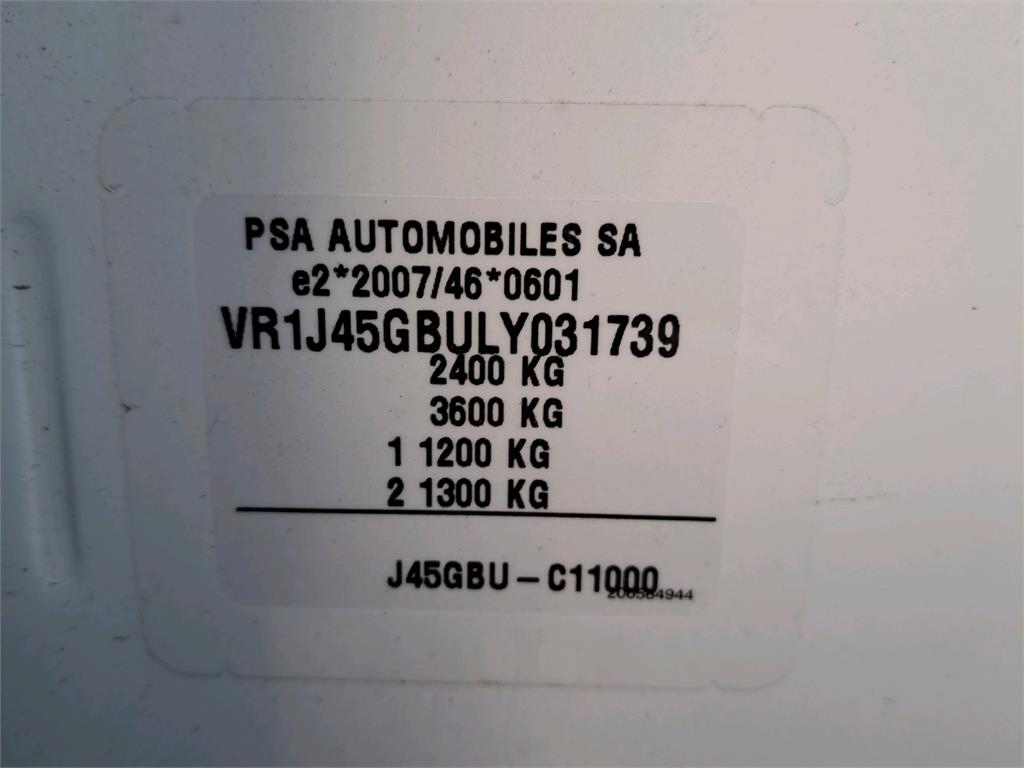 PSA AUTOMOBILES SA
e2*2007/46*0601
VR1J45GBULY031739
2400 KG
3600 KG
1 1200 KG
2 1300 KG
J45GBU – C11000
200584944